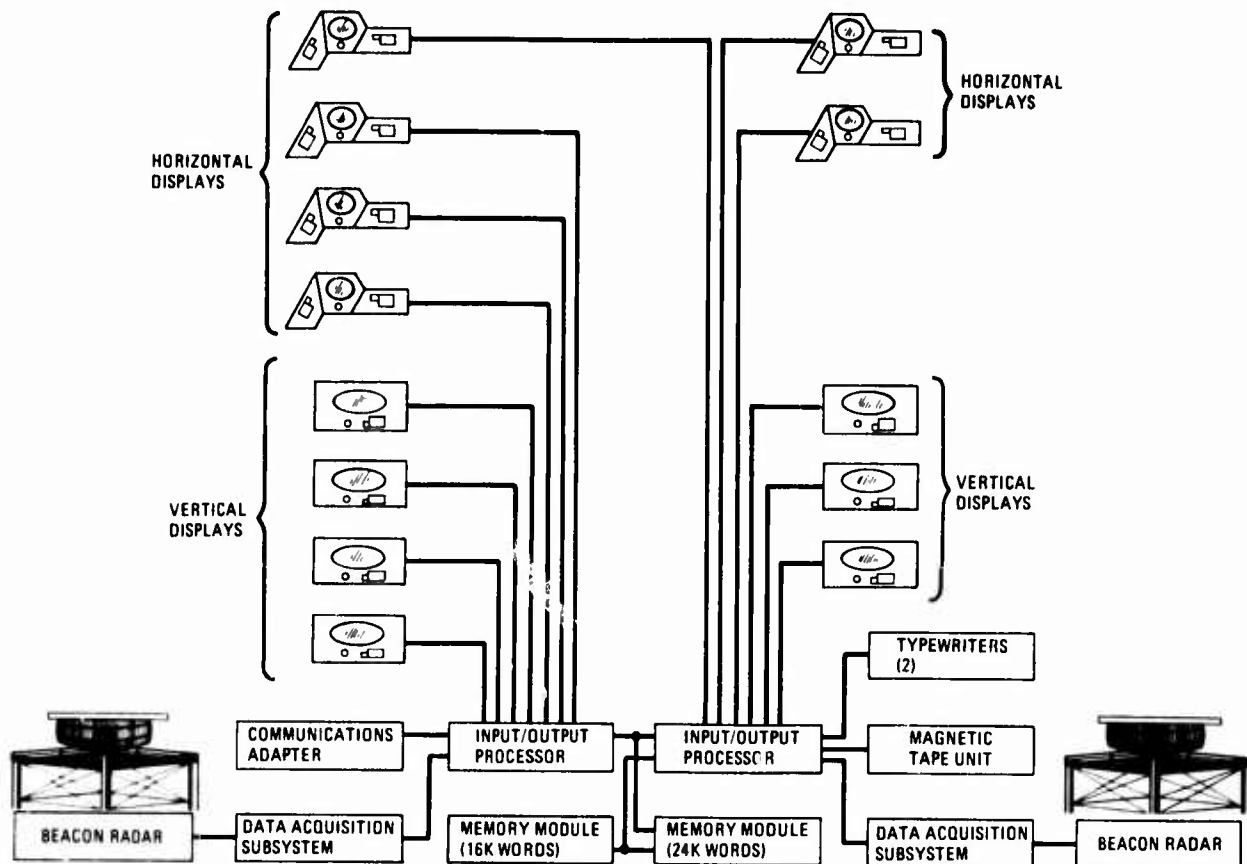 HORIZONTAL
DISPLAYS
HORIZONTAL
DISPLAYS
VERTICAL
DISPLAYS
VERTICAL
DISPLAYS
TYPEWRITERS
(2)
COMMUNICATIONS
ADAPTER
INPUT/OUTPUT
PROCESSOR
INPUT/OUTPUT
PROCESSOR
MAGNETIC
TAPE UNIT
BEACON RADAR
DATA ACQUISITION
SUBSYSTEM
MEMORY MODULE
(16K WORDS)
MEMORY MODULE
(24K WORDS)
DATA ACQUISITION
SUBSYSTEM
BEACON RADAR